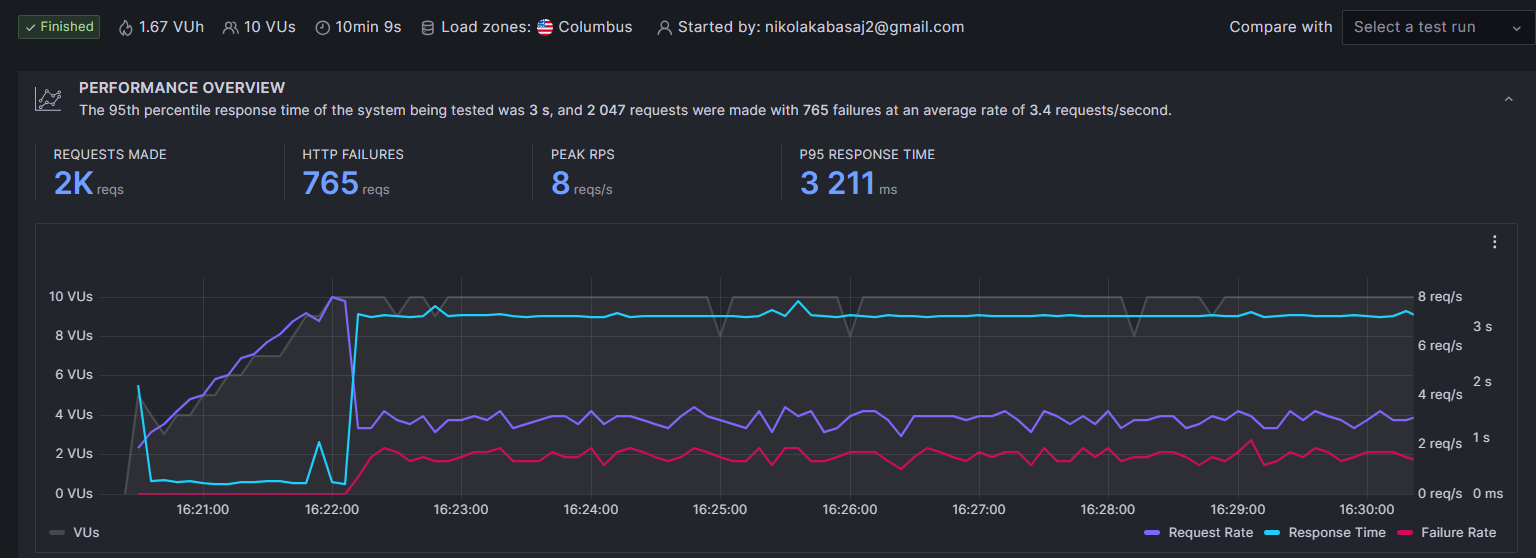 Finished 1.67 VUh 10 VUs 10min 9s Load zones: Columbus Started by: nikolakabasaj2@gmail.com Compare with Select a test run
PERFORMANCE OVERVIEW
The 95th percentile response time of the system being tested was 3 s, and 2 047 requests were made with 765 failures at an average rate of 3.4 requests/second.
REQUESTS MADE HTTP FAILURES PEAK RPS P95 RESPONSE TIME
2K reqs 765 reqs 8 reqs/s 3 211 ms
10 VUs 8 req/s
3 s
8 VUs 6 req/s
6 VUs 2 s
4 req/s
4 VUs
1 s
2 VUs 2 req/s
0 VUs 0 req/s 0 ms
16:21:00 16:22:00 16:23:00 16:24:00 16:25:00 16:26:00 16:27:00 16:28:00 16:29:00 16:30:00
VUs Request Rate Response Time Failure Rate